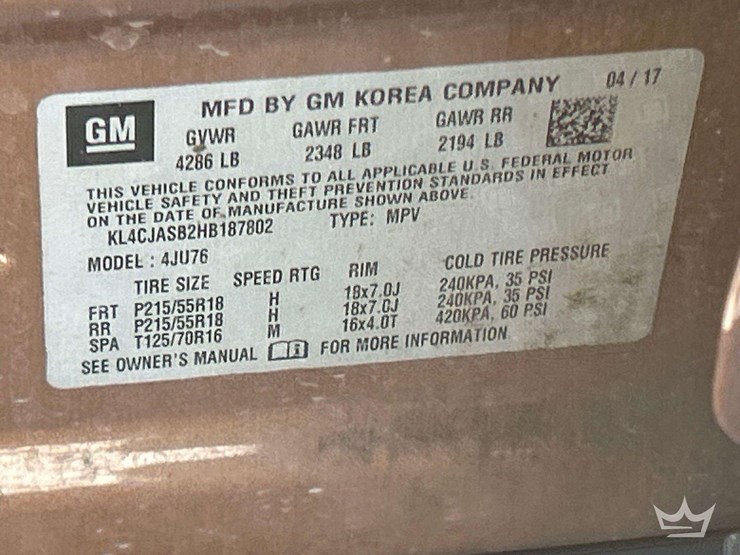 GM
MFD BY GM KOREA COMPANY 04 / 17
GVWR GAWR FRT GAWR RR
4286 LB 2348 LB 2194 LB
THIS VEHICLE CONFORMS TO ALL APPLICABLE U.S. FEDERAL MOTOR
VEHICLE SAFETY AND THEFT PREVENTION STANDARDS IN EFFECT
ON THE DATE OF MANUFACTURE SHOWN ABOVE.
KL4CJASB2HB187802 TYPE: MPV
MODEL : 4JU76
TIRE SIZE SPEED RTG RIM COLD TIRE PRESSURE
FRT P215/55R18 H 18x7.0J 240KPA, 35 PSI
RR P215/55R18 H 18x7.0J 240KPA, 35 PSI
SPA T125/70R16 M 16x4.0T 420KPA, 60 PSI
SEE OWNER'S MANUAL FOR MORE INFORMATION